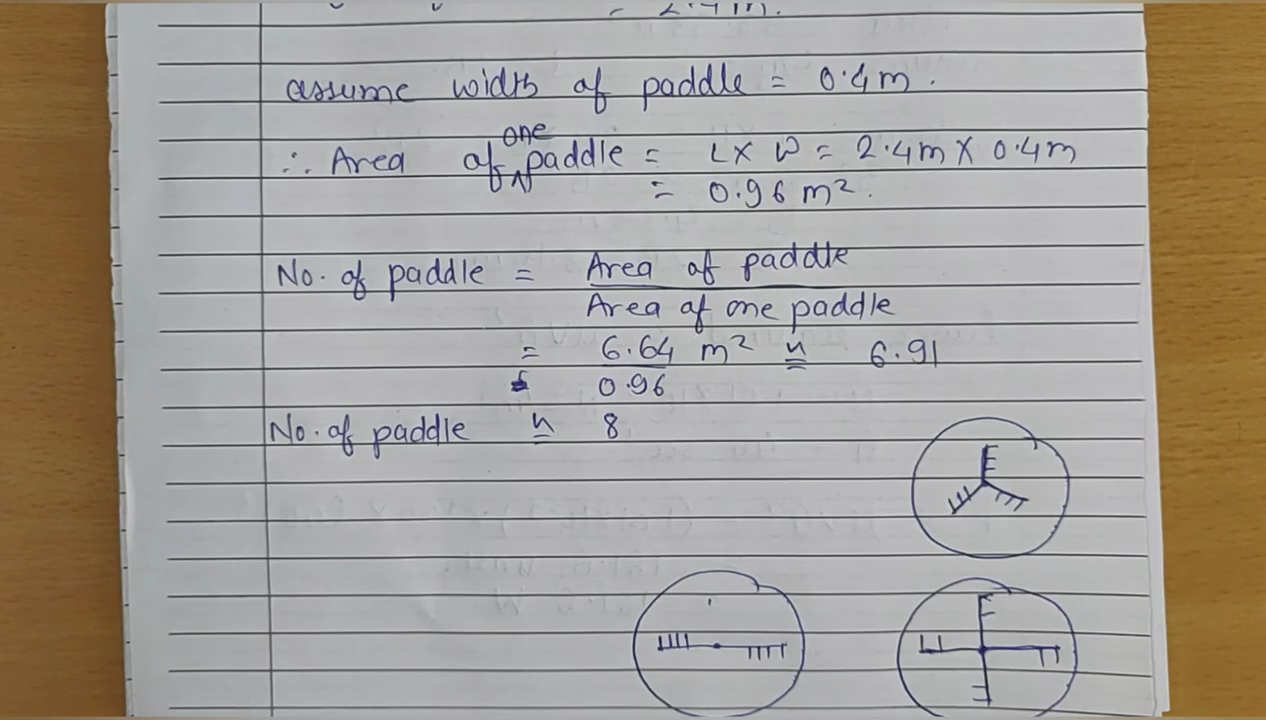 = 2.4 m.
assume width of paddle = 0.4 m.
∴ Area of one paddle = L X W = 2.4 m X 0.4 m
= 0.96 m²
No. of paddle = Area of paddle
Area of one paddle
= 6.64 m² ≅ 6.91
0.96
No. of paddle ≅ 8